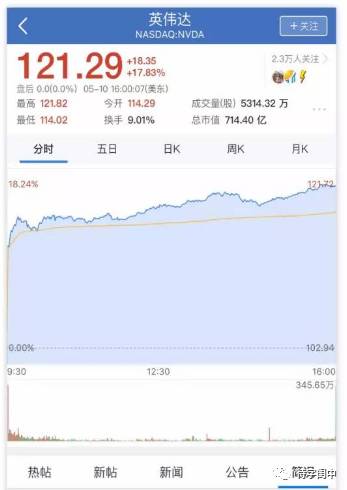 英伟达
NASDAQ:NVDA
+关注
121.29
+18.35
+17.83%
2.3万人关注 >
盘后 0.0(0.0%) 05-10 16:00:07(美东)
最高 121.82 今开 114.29 成交量(股) 5314.32 万
最低 114.02 换手 9.01% 总市值 714.40 亿
分时 五日 日K 周K 月K
18.24% 121.72
0.00% 102.94
9:30 12:30 16:00
345.65万
热帖 新帖 新闻 公告